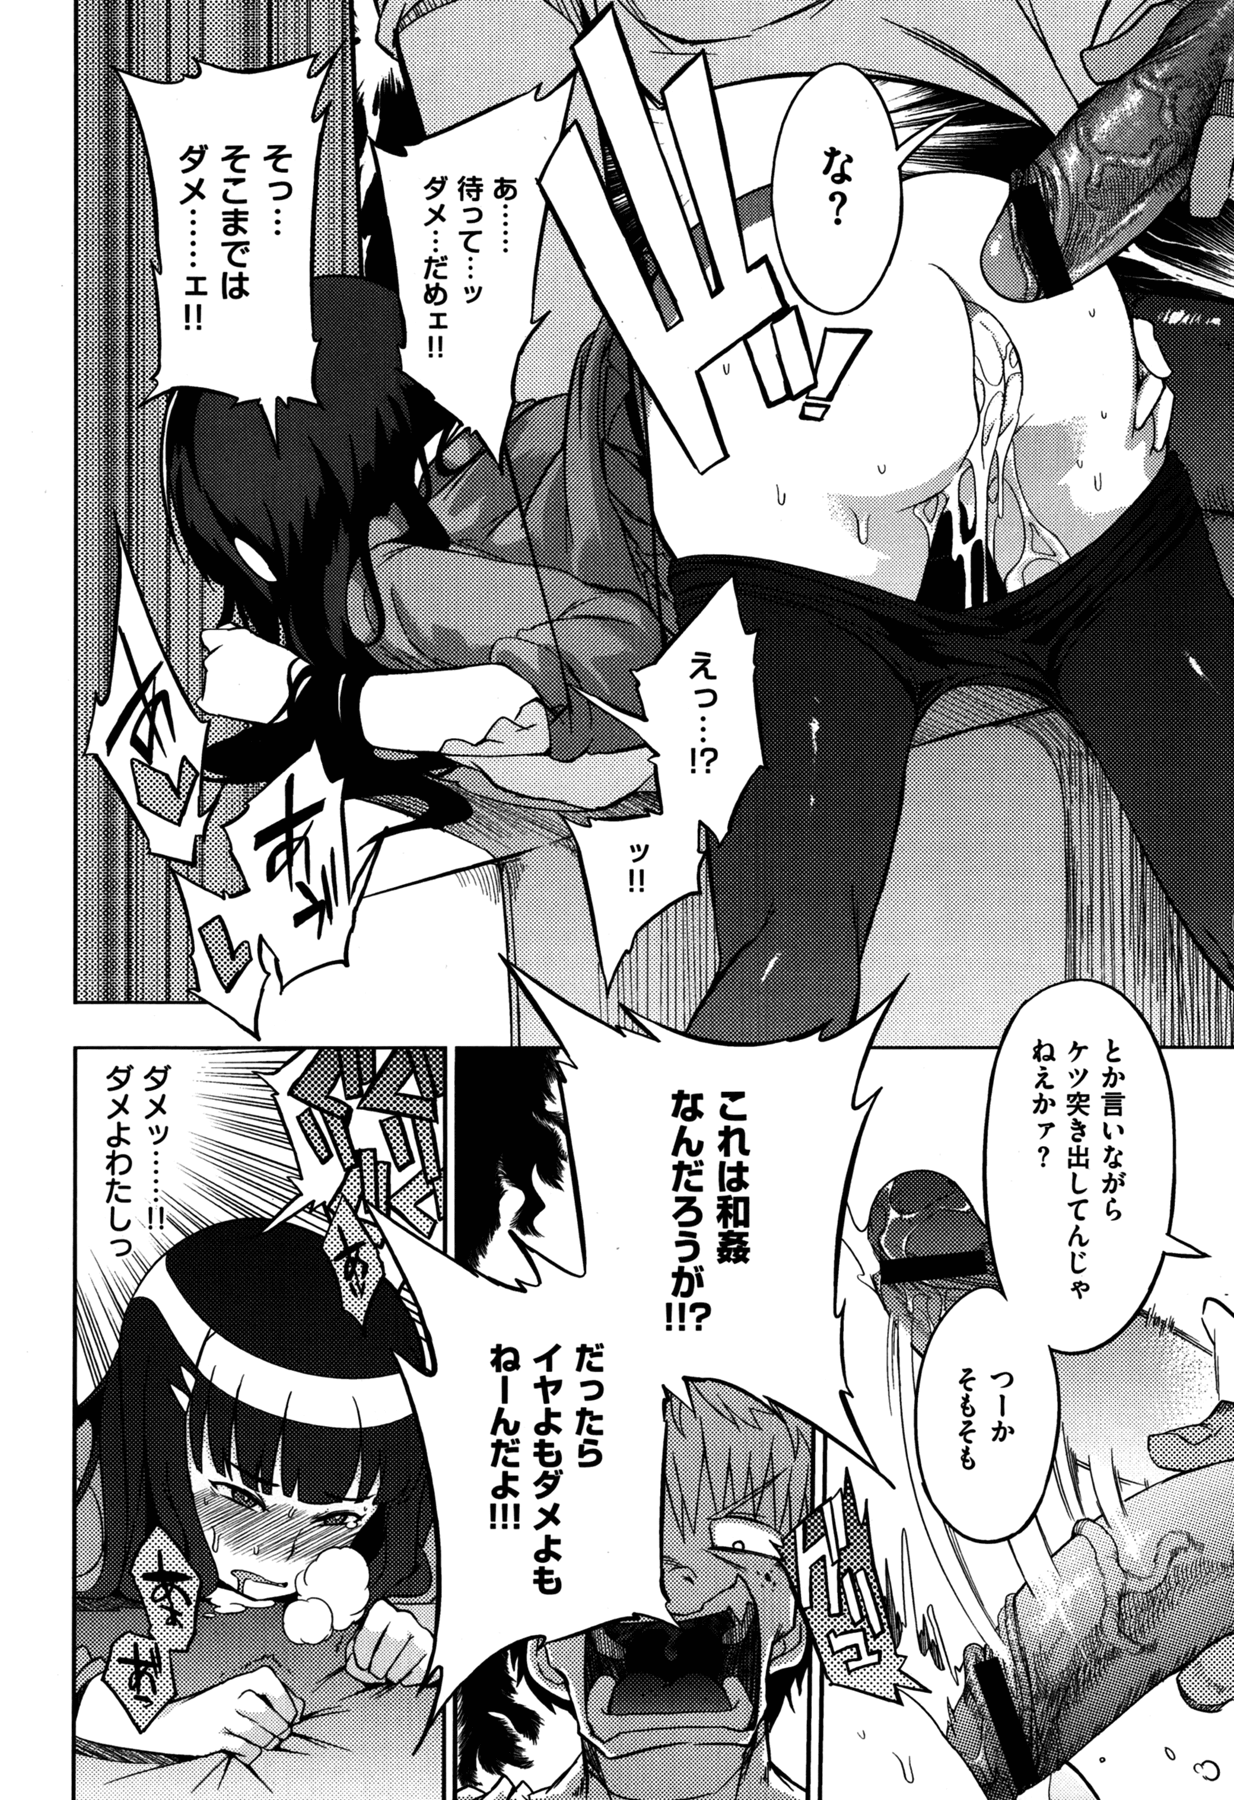 な?
あ……
待って…ッ
ダメ…だめェ!!
そっ…
そこまでは
ダメ……ェ!!
えっ…!?
ッ!!
とか言いながら
ケツ突き出してんじゃ
ねえかァ?
つーか
そもそも
これは和姦
なんだろうが!!?
だったら
イヤよもダメよも
ねーんだよ!!!
ダメッ……!!
ダメよわたしっ